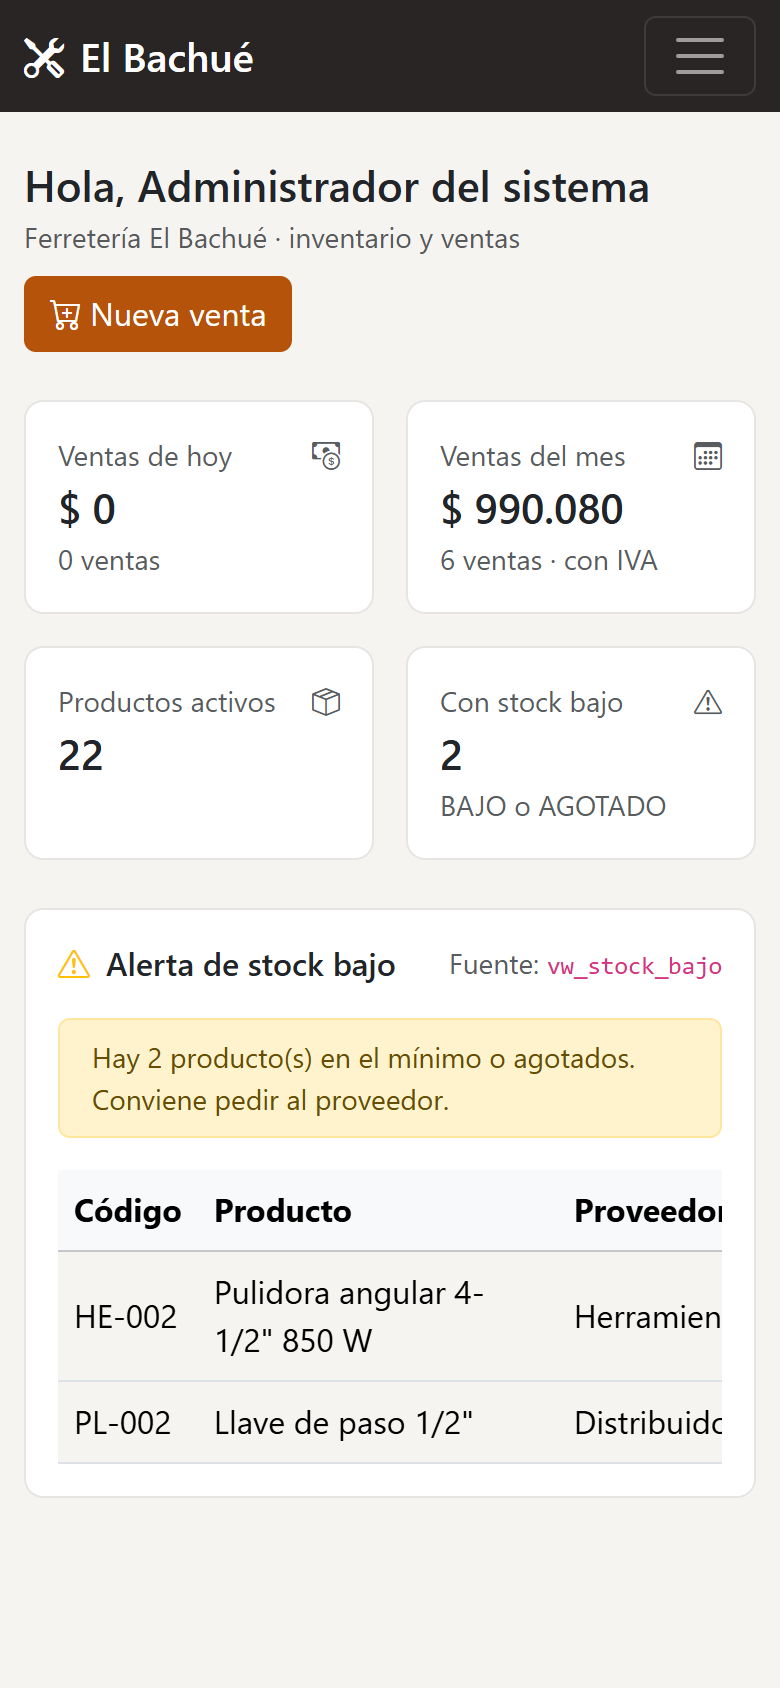 El Bachué
Hola, Administrador del sistema
Ferretería El Bachué · inventario y ventas
Nueva venta
Ventas de hoy
$ 0
0 ventas
Ventas del mes
$ 990.080
6 ventas · con IVA
Productos activos
22
Con stock bajo
2
BAJO o AGOTADO
Alerta de stock bajo
Fuente: vw_stock_bajo
Hay 2 producto(s) en el mínimo o agotados.
Conviene pedir al proveedor.
Código Producto Proveedor
HE-002 Pulidora angular 4-
1/2" 850 W Herramien
PL-002 Llave de paso 1/2" Distribuido